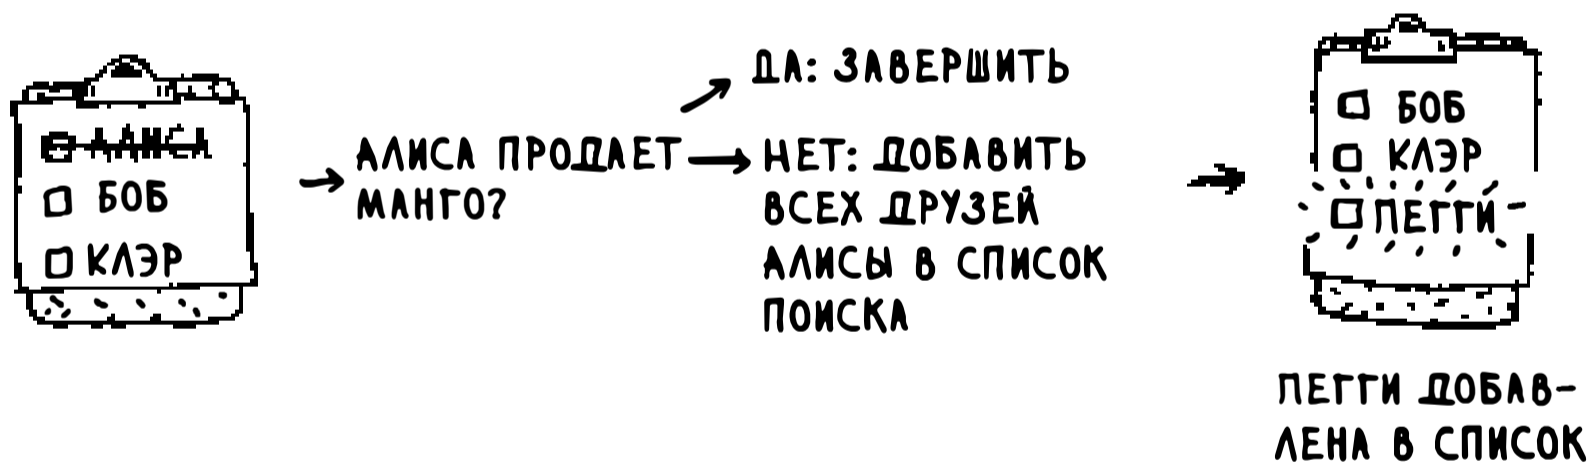 АЛИСА
БОБ
КЛЭР
АЛИСА ПРОДАЕТ
МАНГО?
ДА: ЗАВЕРШИТЬ
НЕТ: ДОБАВИТЬ
ВСЕХ ДРУЗЕЙ
АЛИСЫ В СПИСОК
ПОИСКА
БОБ
КЛЭР
ПЕГГИ
ПЕГГИ ДОБАВ-
ЛЕНА В СПИСОК